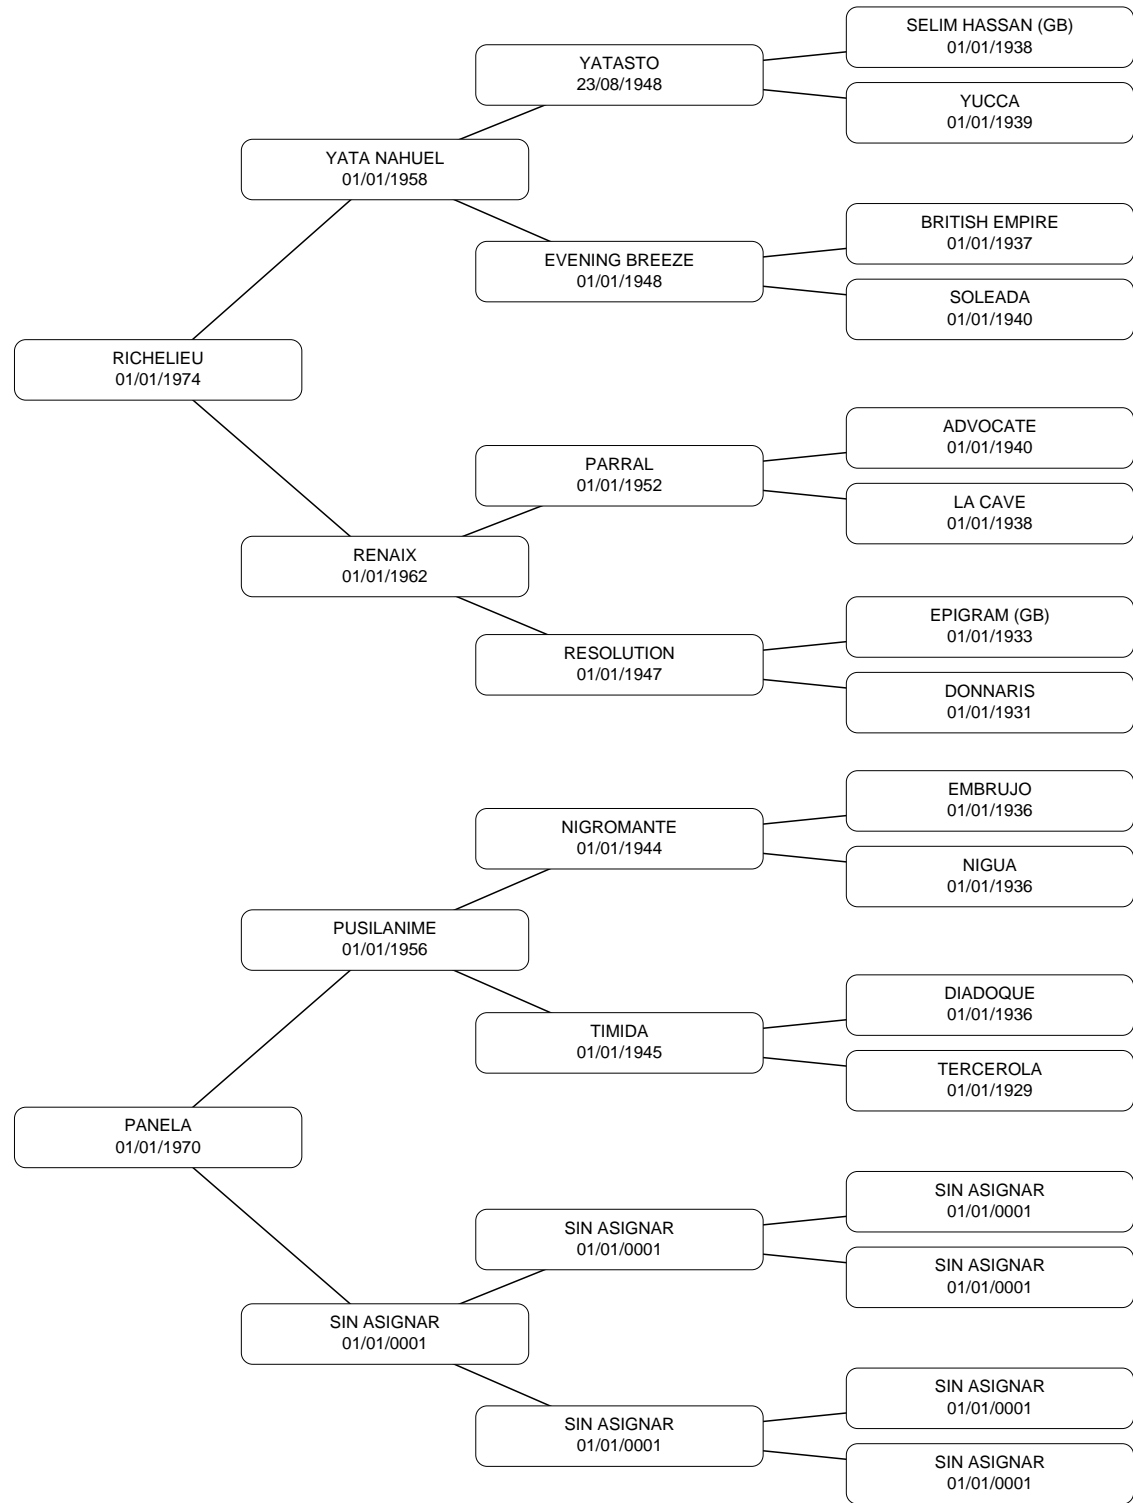 SELIM HASSAN (GB)
01/01/1938
YATASTO
23/08/1948
YUCCA
01/01/1939
YATA NAHUEL
01/01/1958
BRITISH EMPIRE
01/01/1937
EVENING BREEZE
01/01/1948
SOLEADA
01/01/1940
RICHELIEU
01/01/1974
ADVOCATE
01/01/1940
PARRAL
01/01/1952
LA CAVE
01/01/1938
RENAIX
01/01/1962
EPIGRAM (GB)
01/01/1933
RESOLUTION
01/01/1947
DONNARIS
01/01/1931
EMBRUJO
01/01/1936
NIGROMANTE
01/01/1944
NIGUA
01/01/1936
PUSILANIME
01/01/1956
DIADOQUE
01/01/1936
TIMIDA
01/01/1945
TERCEROLA
01/01/1929
PANELA
01/01/1970
SIN ASIGNAR
01/01/0001
SIN ASIGNAR
01/01/0001
SIN ASIGNAR
01/01/0001
SIN ASIGNAR
01/01/0001
SIN ASIGNAR
01/01/0001
SIN ASIGNAR
01/01/0001
SIN ASIGNAR
01/01/0001